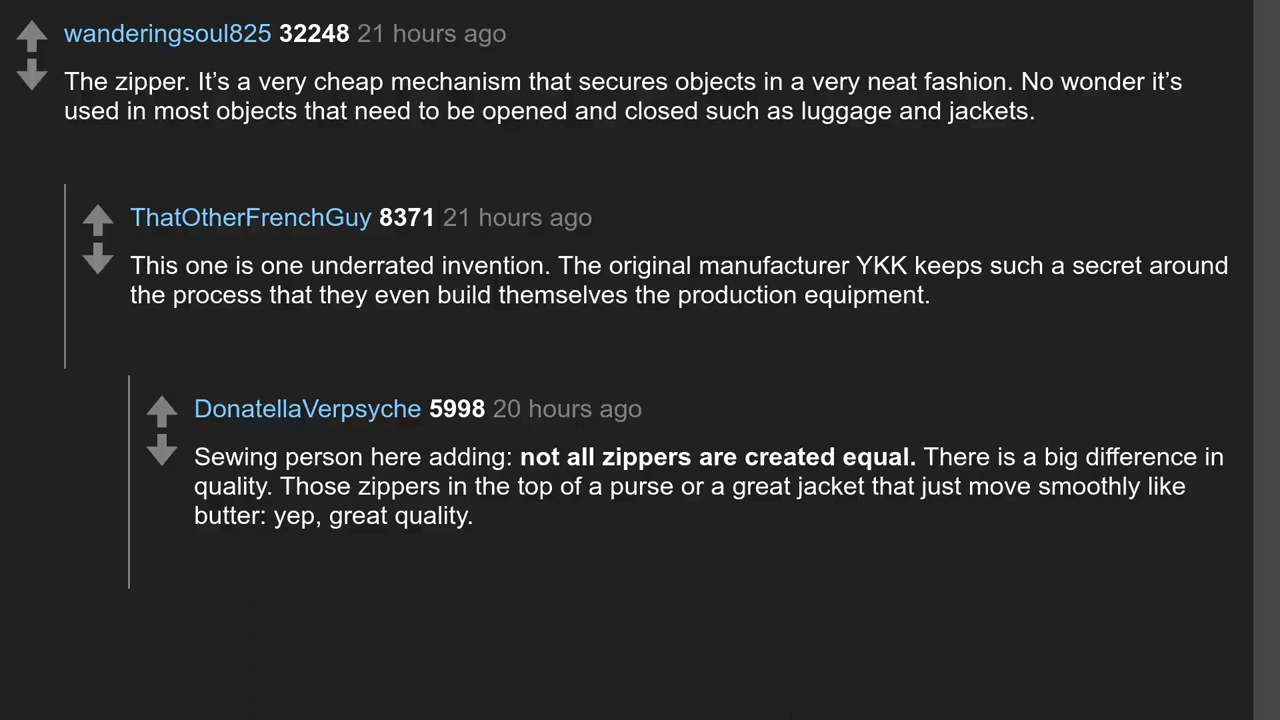 wanderingsoul825 32248 21 hours ago
The zipper. It’s a very cheap mechanism that secures objects in a very neat fashion. No wonder it’s
used in most objects that need to be opened and closed such as luggage and jackets.
ThatOtherFrenchGuy 8371 21 hours ago
This one is one underrated invention. The original manufacturer YKK keeps such a secret around
the process that they even build themselves the production equipment.
DonatellaVerpsyche 5998 20 hours ago
Sewing person here adding: not all zippers are created equal. There is a big difference in
quality. Those zippers in the top of a purse or a great jacket that just move smoothly like
butter: yep, great quality.